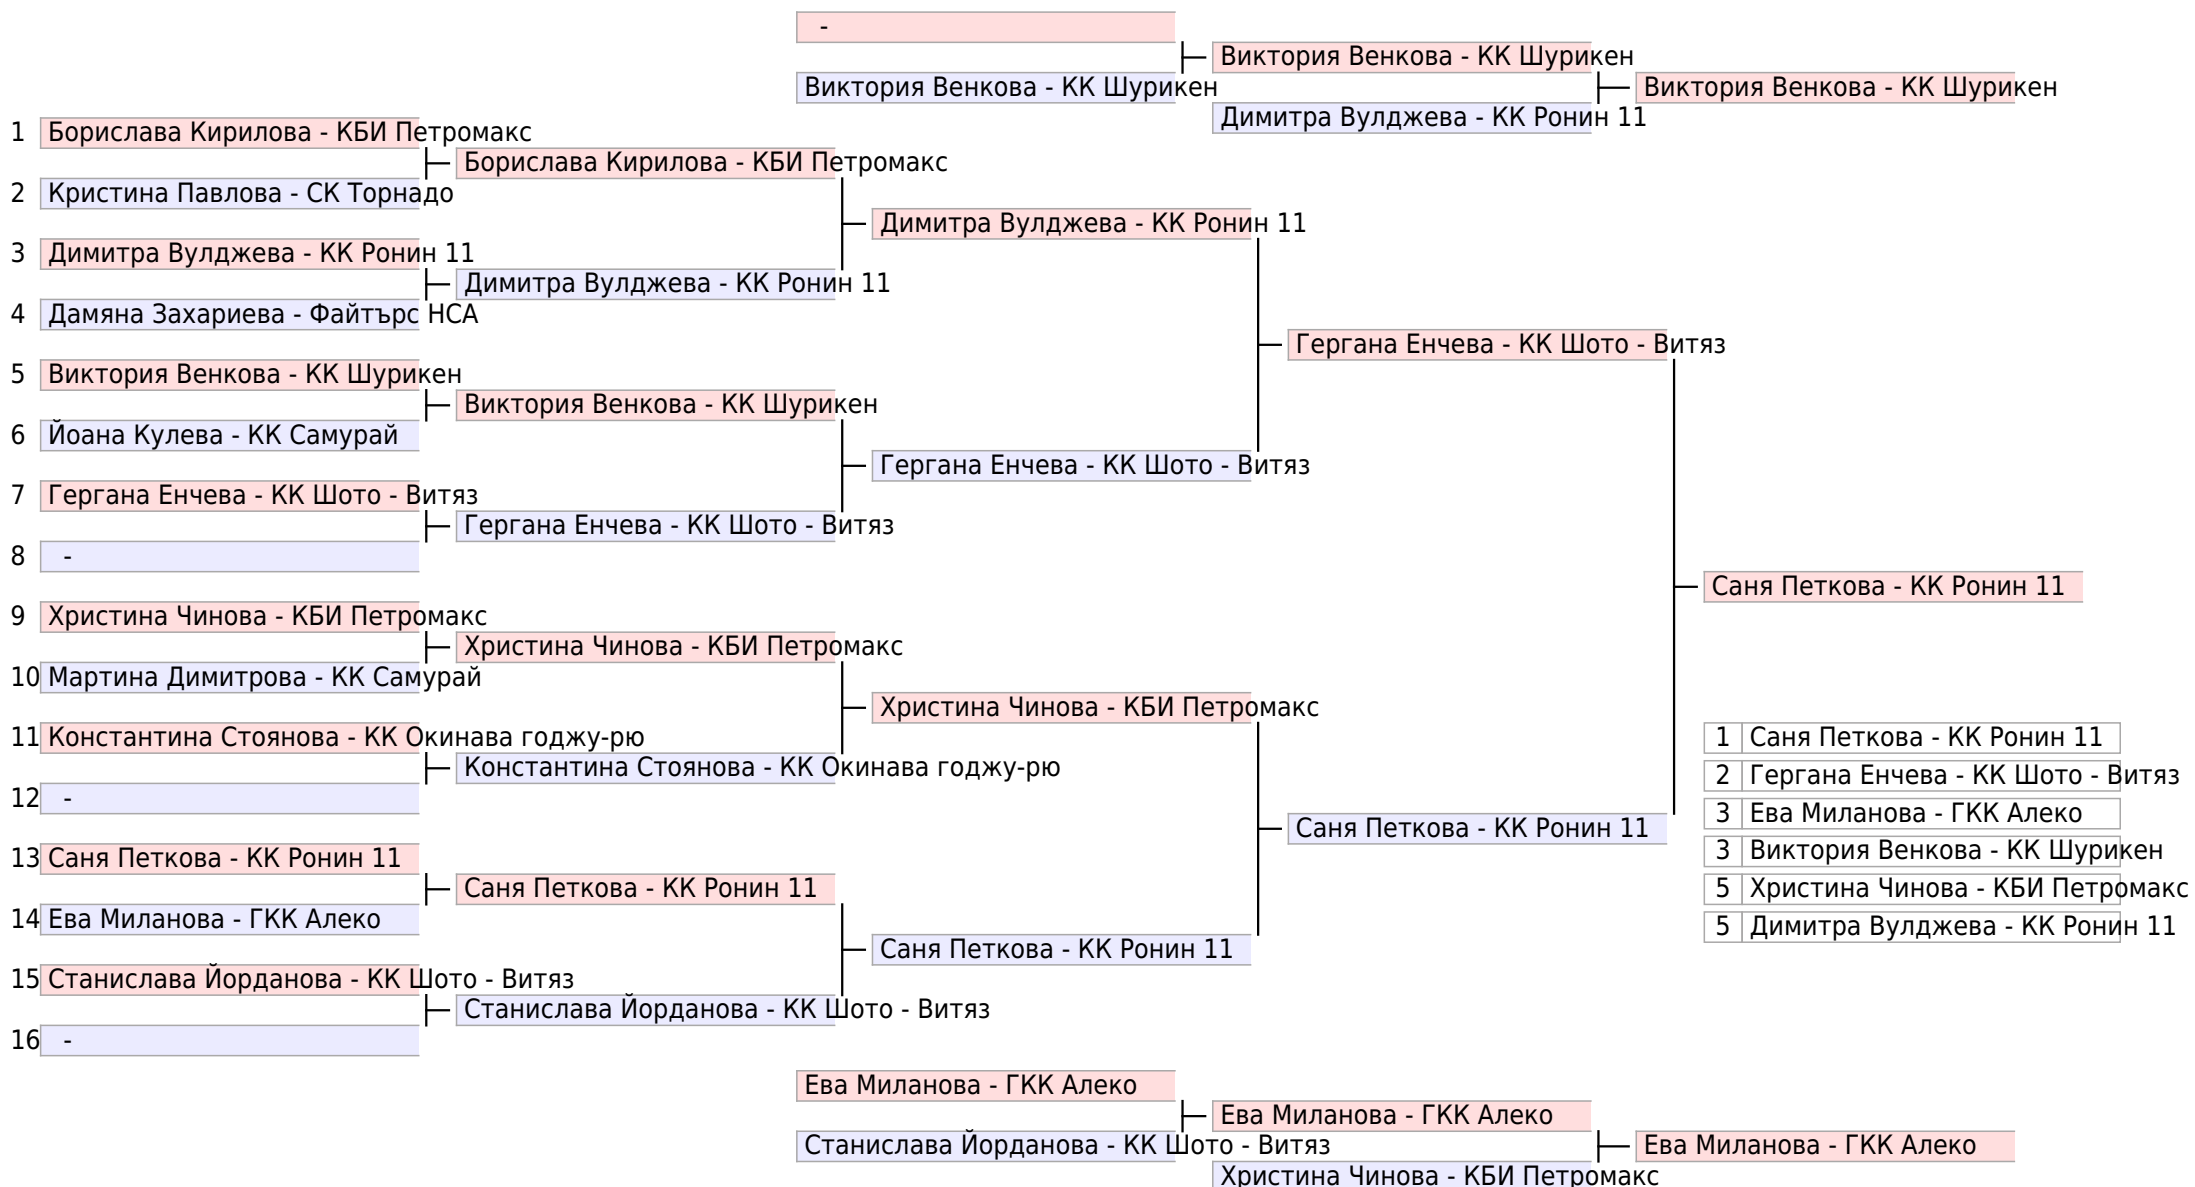 -
Виктория Венкова - КК Шурикен
Виктория Венкова - КК Шурикен
Виктория Венкова - КК Шурикен
Димитра Вулджева - КК Ронин 11
1 Борислава Кирилова - КБИ Петромакс
Борислава Кирилова - КБИ Петромакс
2 Кристина Павлова - СК Торнадо
Димитра Вулджева - КК Ронин 11
3 Димитра Вулджева - КК Ронин 11
Димитра Вулджева - КК Ронин 11
4 Дамяна Захариева - Файтърс НСА
Гергана Енчева - КК Шото - Витяз
5 Виктория Венкова - КК Шурикен
Виктория Венкова - КК Шурикен
6 Йоана Кулева - КК Самурай
Гергана Енчева - КК Шото - Витяз
7 Гергана Енчева - КК Шото - Витяз
Гергана Енчева - КК Шото - Витяз
8 -
Саня Петкова - КК Ронин 11
9 Христина Чинова - КБИ Петромакс
Христина Чинова - КБИ Петромакс
10 Мартина Димитрова - КК Самурай
Христина Чинова - КБИ Петромакс
11 Константина Стоянова - КК Окинава годжу-рю
Константина Стоянова - КК Окинава годжу-рю
12 -
Саня Петкова - КК Ронин 11
13 Саня Петкова - КК Ронин 11
Саня Петкова - КК Ронин 11
14 Ева Миланова - ГКК Алеко
Саня Петкова - КК Ронин 11
15 Станислава Йорданова - КК Шото - Витяз
Станислава Йорданова - КК Шото - Витяз
16 -
1 Саня Петкова - КК Ронин 11
2 Гергана Енчева - КК Шото - Витяз
3 Ева Миланова - ГКК Алеко
3 Виктория Венкова - КК Шурикен
5 Христина Чинова - КБИ Петромакс
5 Димитра Вулджева - КК Ронин 11
Ева Миланова - ГКК Алеко
Ева Миланова - ГКК Алеко
Станислава Йорданова - КК Шото - Витяз
Ева Миланова - ГКК Алеко
Христина Чинова - КБИ Петромакс